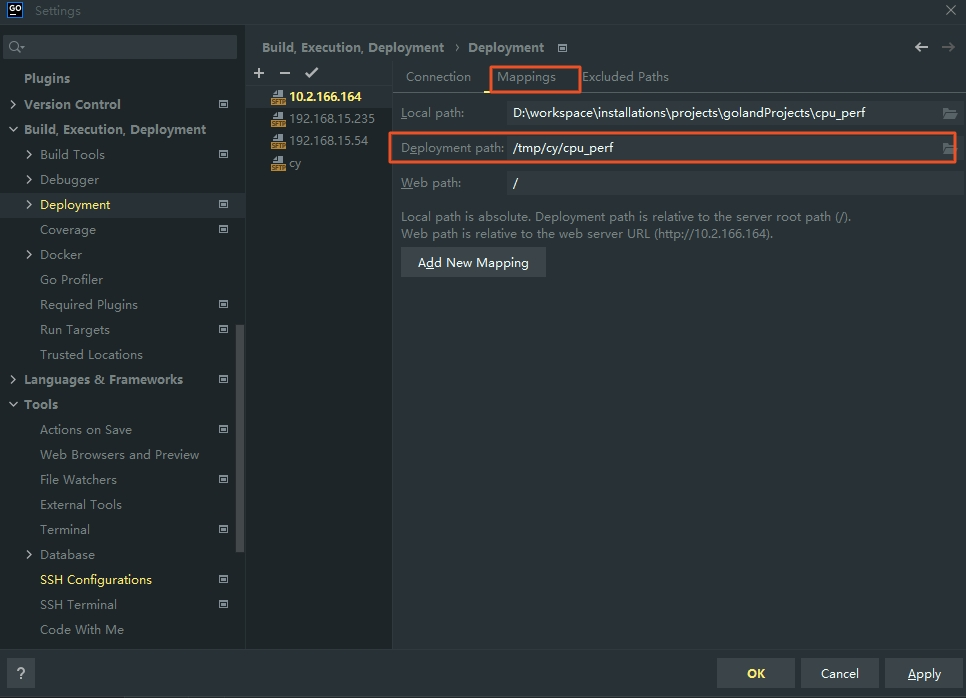 GO Settings
Plugins
Version Control
Build, Execution, Deployment
Build Tools
Debugger
Deployment
Coverage
Docker
Go Profiler
Required Plugins
Run Targets
Trusted Locations
Languages & Frameworks
Tools
Actions on Save
Web Browsers and Preview
File Watchers
External Tools
Terminal
Database
SSH Configurations
SSH Terminal
Code With Me
Build, Execution, Deployment › Deployment
SFTP 10.2.166.164
SFTP 192.168.15.235
SFTP 192.168.15.54
SFTP cy
Connection Mappings Excluded Paths
Local path: D:\workspace\installations\projects\golandProjects\cpu_perf
Deployment path: /tmp/cy/cpu_perf
Web path: /
Local path is absolute. Deployment path is relative to the server root path (/).
Web path is relative to the web server URL (http://10.2.166.164).
Add New Mapping
? OK Cancel Apply